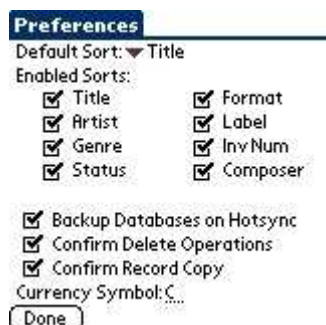 Preferences
Default Sort: Title
Enabled Sorts:
Title Format
Artist Label
Genre Inv Num
Status Composer
Backup Databases on Hotsync
Confirm Delete Operations
Confirm Record Copy
Currency Symbol: C
Done